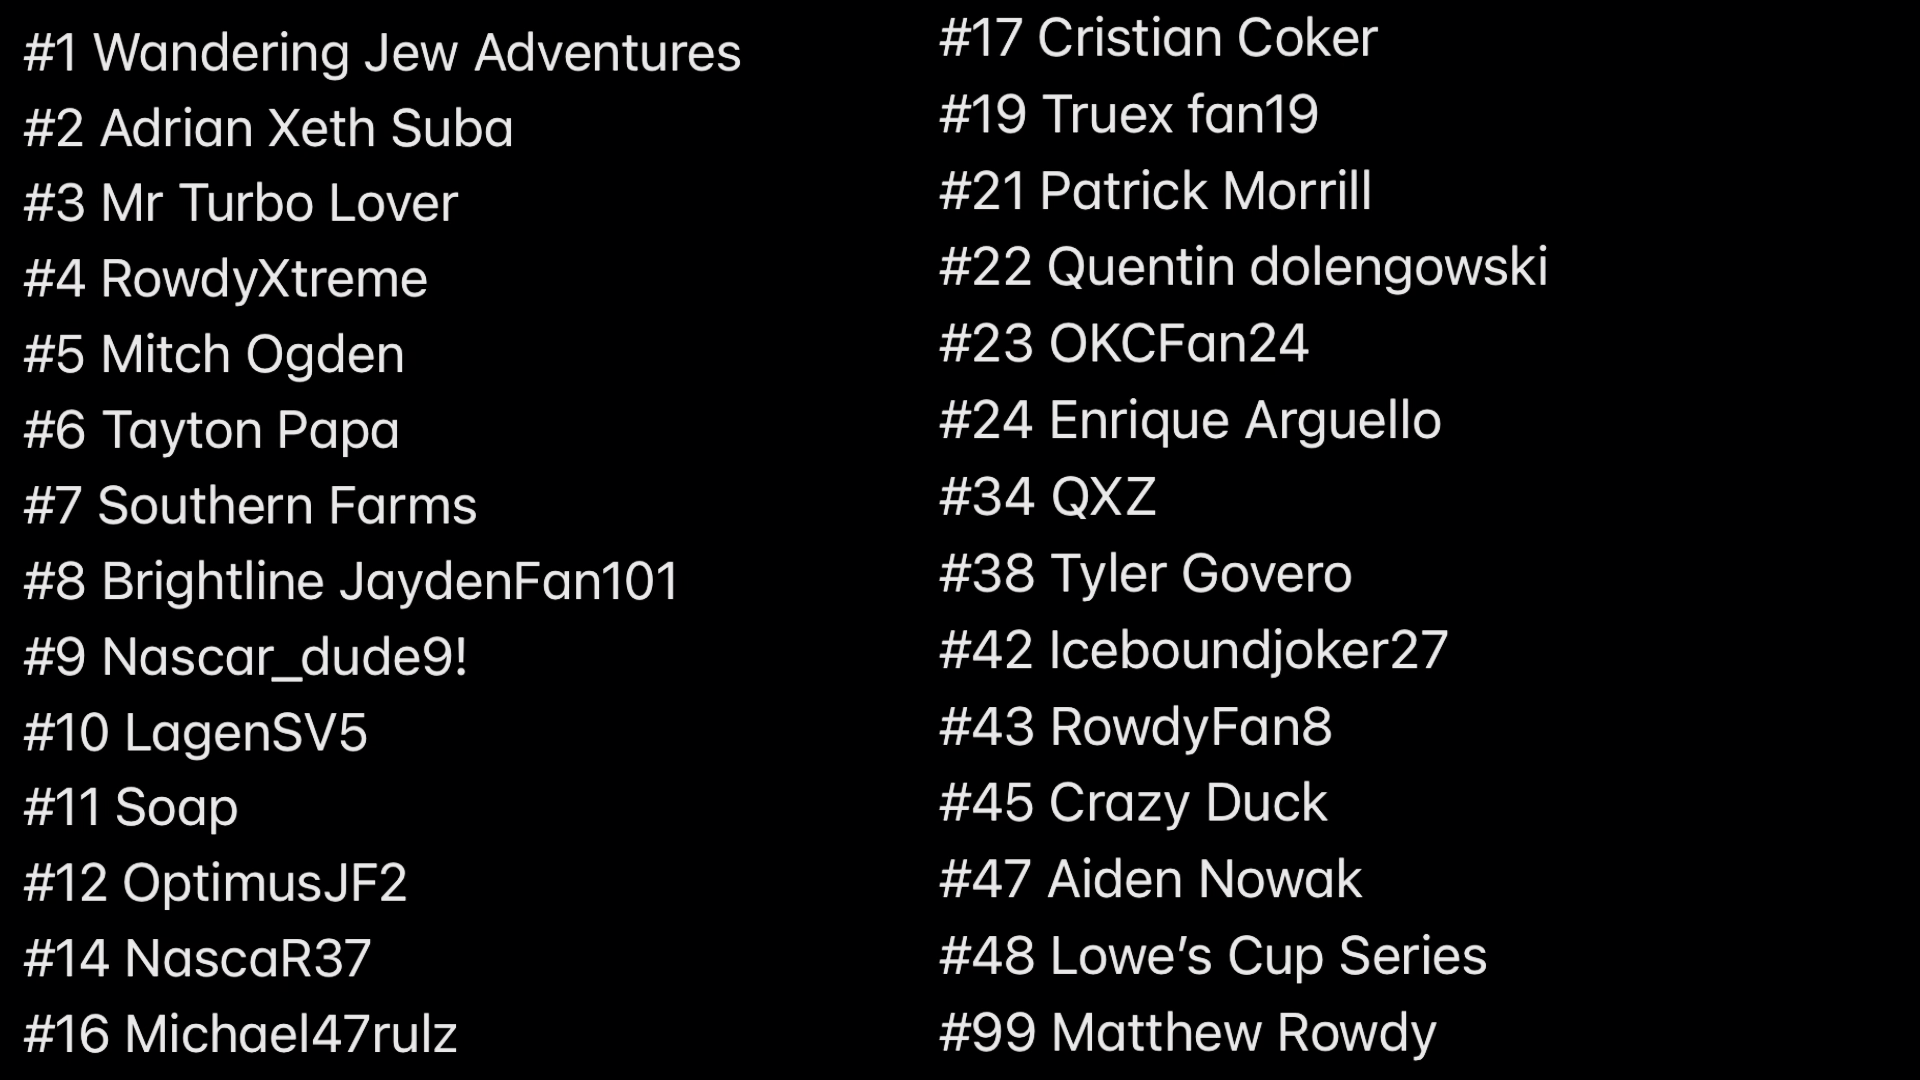 #1 Wandering Jew Adventures
#2 Adrian Xeth Suba
#3 Mr Turbo Lover
#4 RowdyXtreme
#5 Mitch Ogden
#6 Tayton Papa
#7 Southern Farms
#8 Brightline JaydenFan101
#9 Nascar_dude9!
#10 LagenSV5
#11 Soap
#12 OptimusJF2
#14 NascaR37
#16 Michael47rulz
#17 Cristian Coker
#19 Truex fan19
#21 Patrick Morrill
#22 Quentin dolengowski
#23 OKCFan24
#24 Enrique Arguello
#34 QXZ
#38 Tyler Govero
#42 Iceboundjoker27
#43 RowdyFan8
#45 Crazy Duck
#47 Aiden Nowak
#48 Lowe’s Cup Series
#99 Matthew Rowdy